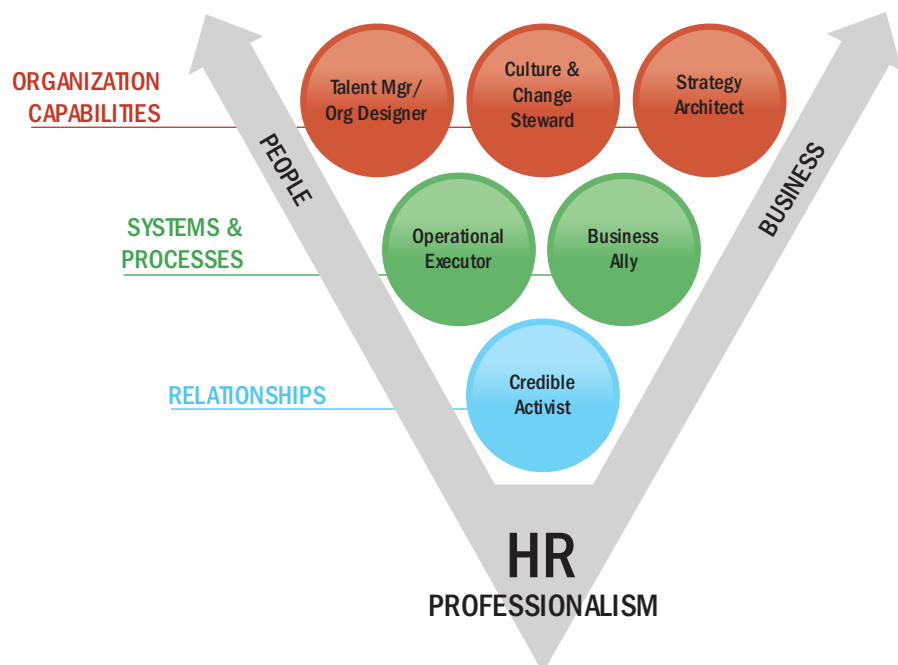 ORGANIZATION
CAPABILITIES
Talent Mgr/
Org Designer
Culture &
Change
Steward
Strategy
Architect
PEOPLE
BUSINESS
SYSTEMS &
PROCESSES
Operational
Executor
Business
Ally
RELATIONSHIPS
Credible
Activist
HR
PROFESSIONALISM